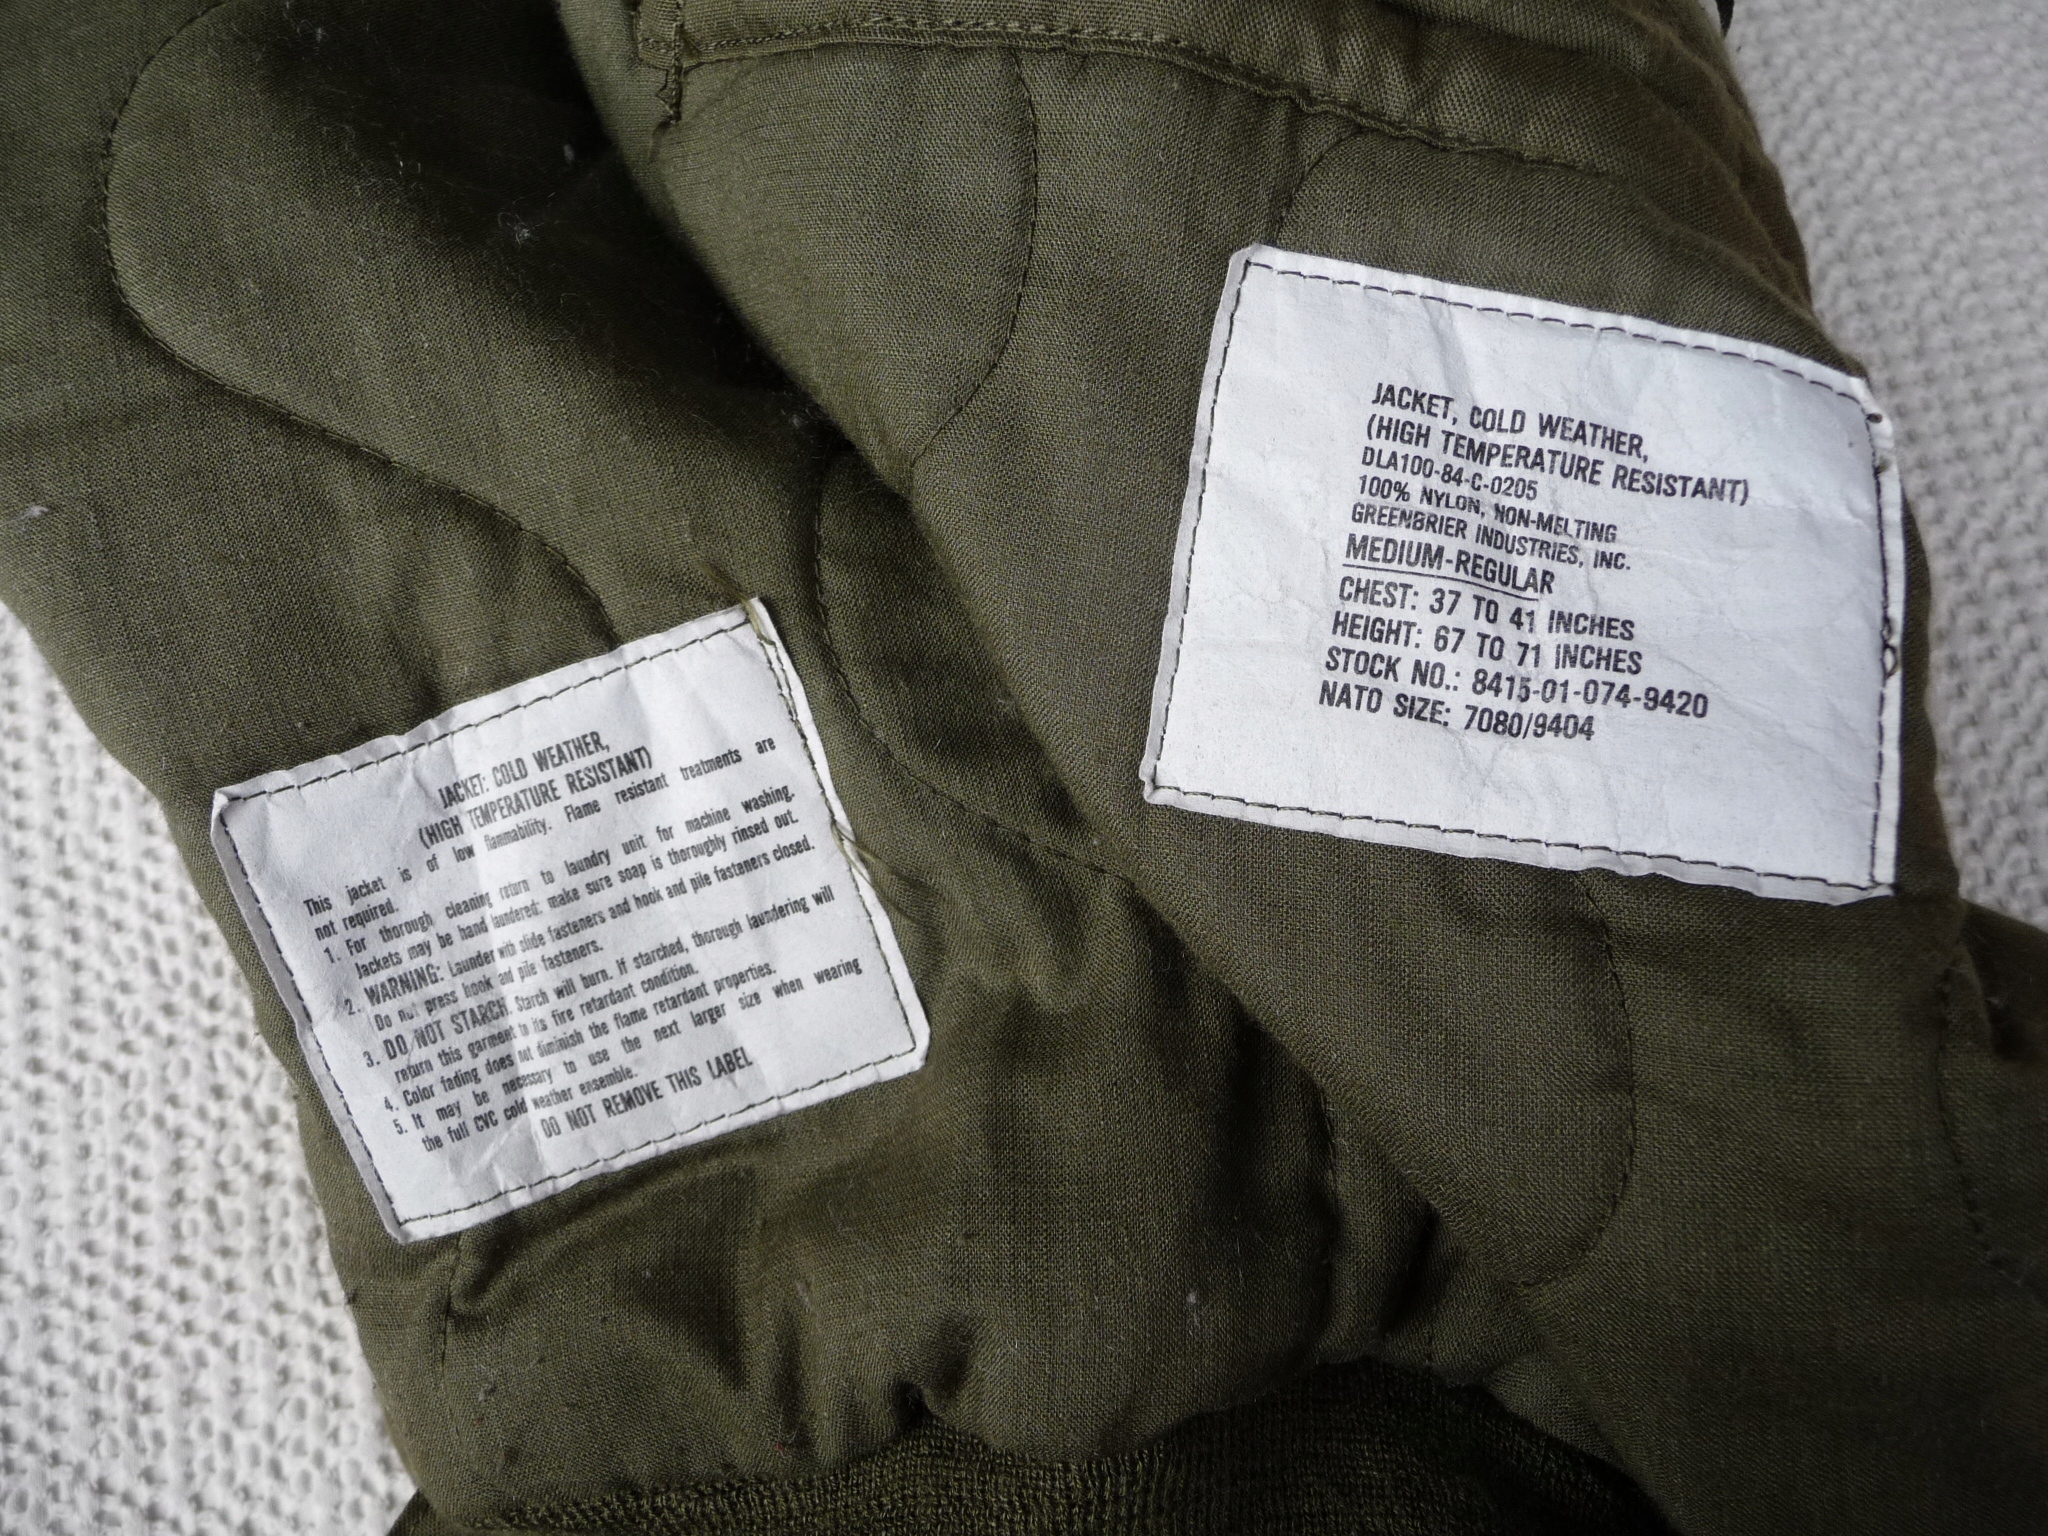 JACKET: COLD WEATHER,
(HIGH TEMPERATURE RESISTANT)
This jacket is of low flammability. Flame resistant treatments are
not required.
1. For thorough cleaning return to laundry unit for machine washing.
Jackets may be hand laundered: make sure soap is thoroughly rinsed out.
2. WARNING: Launder with slide fasteners and hook and pile fasteners closed.
Do not press hook and pile fasteners.
3. DO NOT STARCH. Starch will burn. If starched, thorough laundering will
return this garment to its fire retardant condition.
4. Color fading does not diminish the flame retardant properties.
5. It may be necessary to use the next larger size when wearing
the full CVC cold weather ensemble.
DO NOT REMOVE THIS LABEL
JACKET, COLD WEATHER,
(HIGH TEMPERATURE RESISTANT)
DLA100-84-C-0205
100% NYLON, NON-MELTING
GREENBRIER INDUSTRIES, INC.
MEDIUM-REGULAR
CHEST: 37 TO 41 INCHES
HEIGHT: 67 TO 71 INCHES
STOCK NO.: 8415-01-074-9420
NATO SIZE: 7080/9404